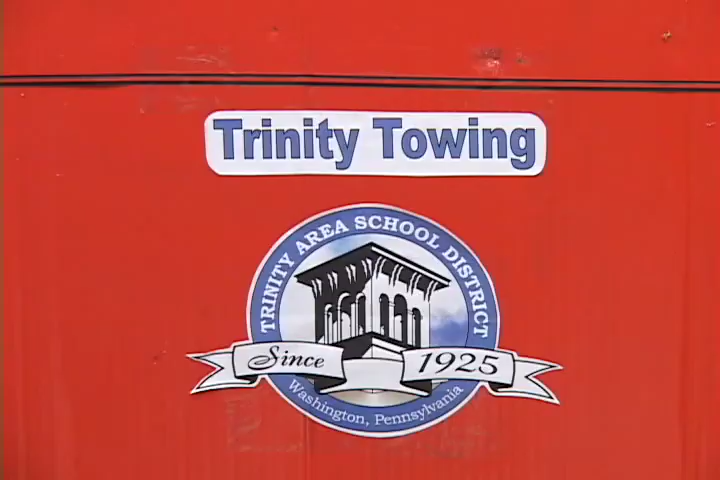 Trinity Towing
TRINITY AREA SCHOOL DISTRICT
Since 1925
Washington, Pennsylvania